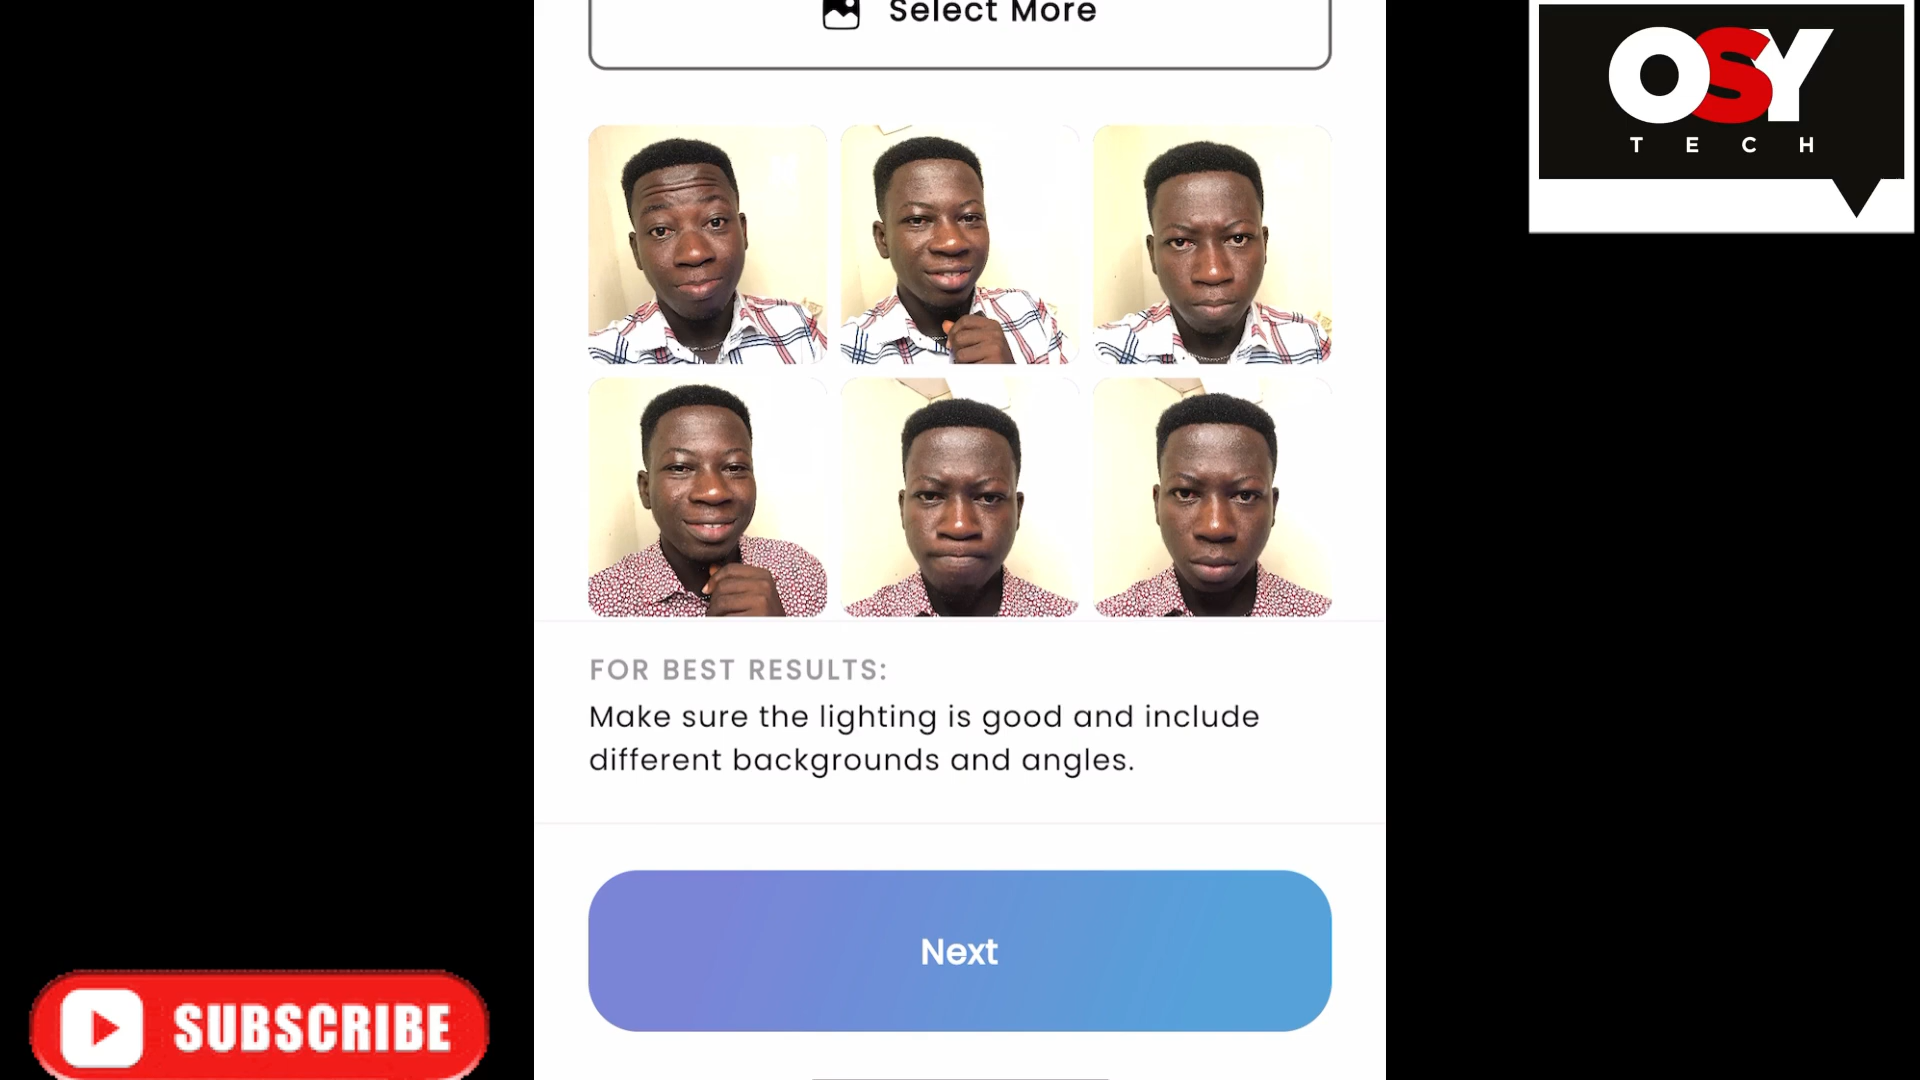 Select More
OSY
TECH
FOR BEST RESULTS:
Make sure the lighting is good and include
different backgrounds and angles.
Next
SUBSCRIBE